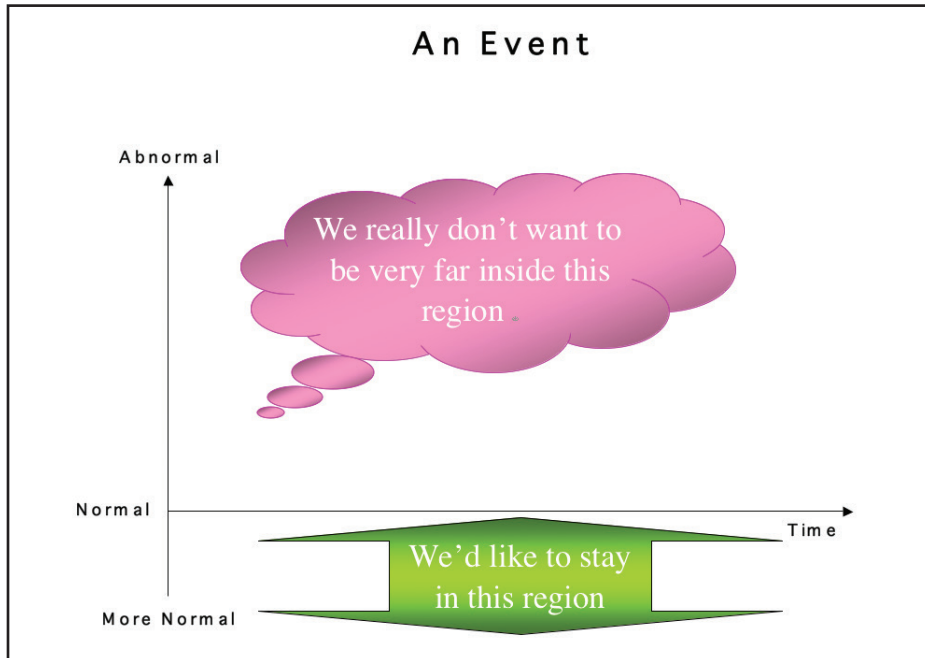 An Event
Abnormal
We really don’t want to
be very far inside this
region .
Normal
Time
We’d like to stay
in this region
More Normal